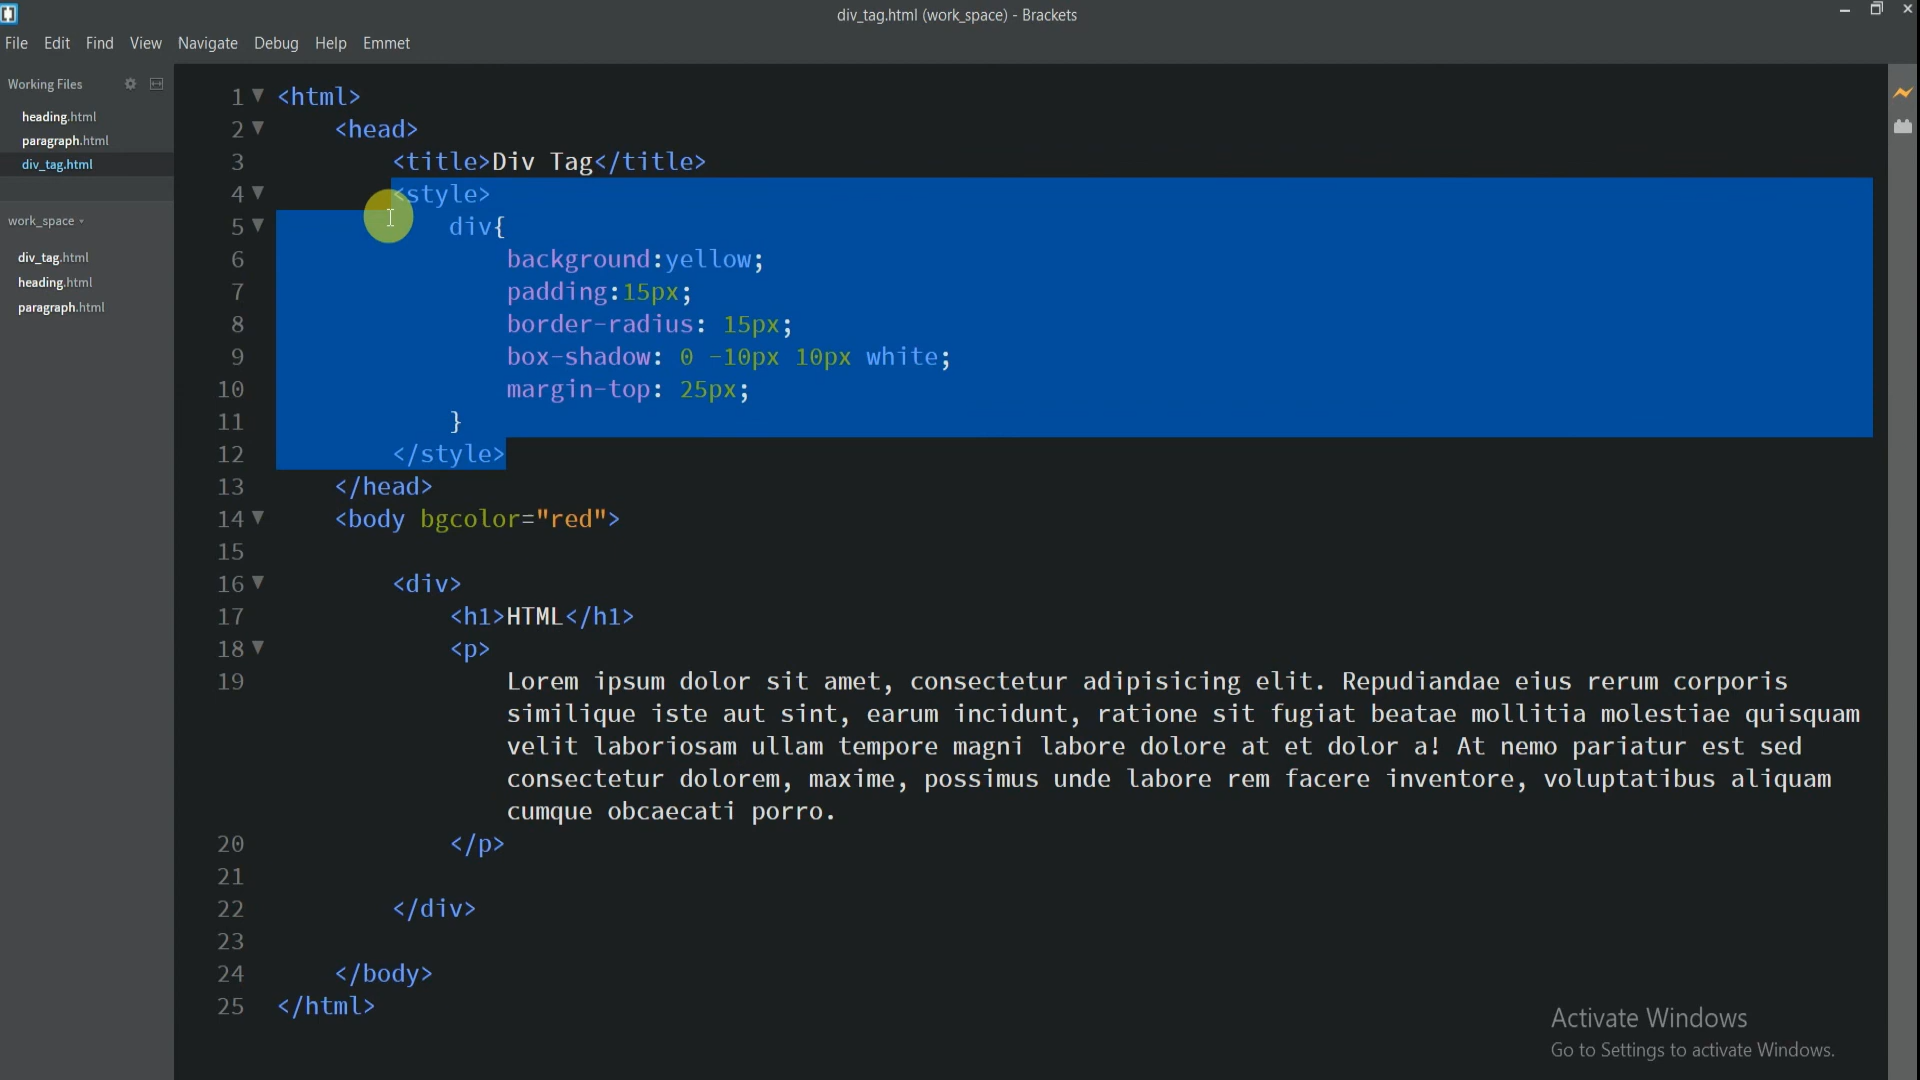 div_tag.html (work_space) - Brackets
File Edit Find View Navigate Debug Help Emmet
Working Files
heading.html
paragraph.html
div_tag.html
work_space
div_tag.html
heading.html
paragraph.html
1 <html>
2 <head>
3 <title>Div Tag</title>
4 <style>
5 div{
6 background:yellow;
7 padding:15px;
8 border-radius: 15px;
9 box-shadow: 0 -10px 10px white;
10 margin-top: 25px;
11 }
12 </style>
13 </head>
14 <body bgcolor="red">
15
16 <div>
17 <h1>HTML</h1>
18 <p>
19 Lorem ipsum dolor sit amet, consectetur adipisicing elit. Repudiandae eius rerum corporis
similique iste aut sint, earum incidunt, ratione sit fugiat beatae mollitia molestiae quisquam
velit laboriosam ullam tempore magni labore dolore at et dolor a! At nemo pariatur est sed
consectetur dolorem, maxime, possimus unde labore rem facere inventore, voluptatibus aliquam
cumque obcaecati porro.
20 </p>
21
22 </div>
23
24 </body>
25 </html>
Activate Windows
Go to Settings to activate Windows.